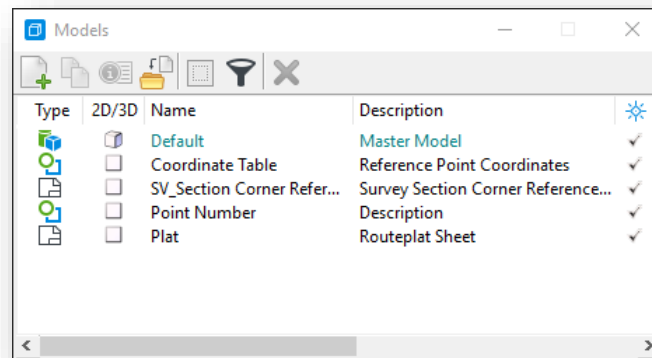 Models
Type 2D/3D Name Description
Default Master Model
Coordinate Table Reference Point Coordinates
SV_Section Corner Refer... Survey Section Corner Reference...
Point Number Description
Plat Routeplat Sheet